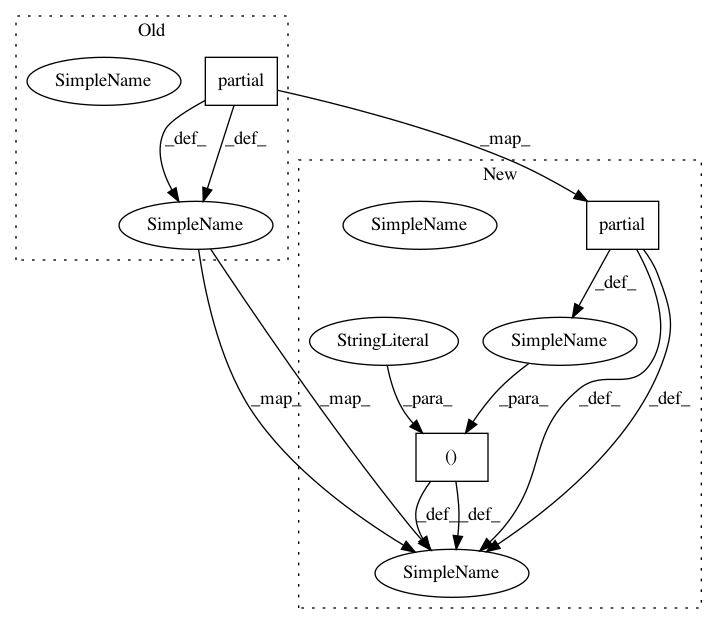 Old
SimpleName
partial
_def_
_def_
_map_
New
SimpleName
SimpleName
partial
_def_
StringLiteral
SimpleName
_map_
_map_
_para_
_para_
_def_
_def_
()
_def_
_def_
SimpleName